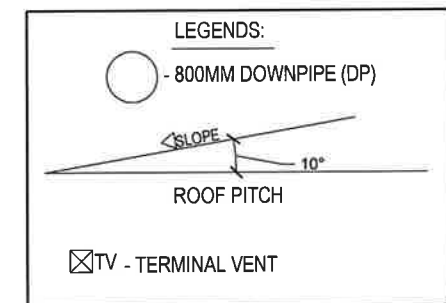 LEGENDS:
- 800MM DOWNPIPE (DP)
SLOPE
10°
ROOF PITCH
TV - TERMINAL VENT